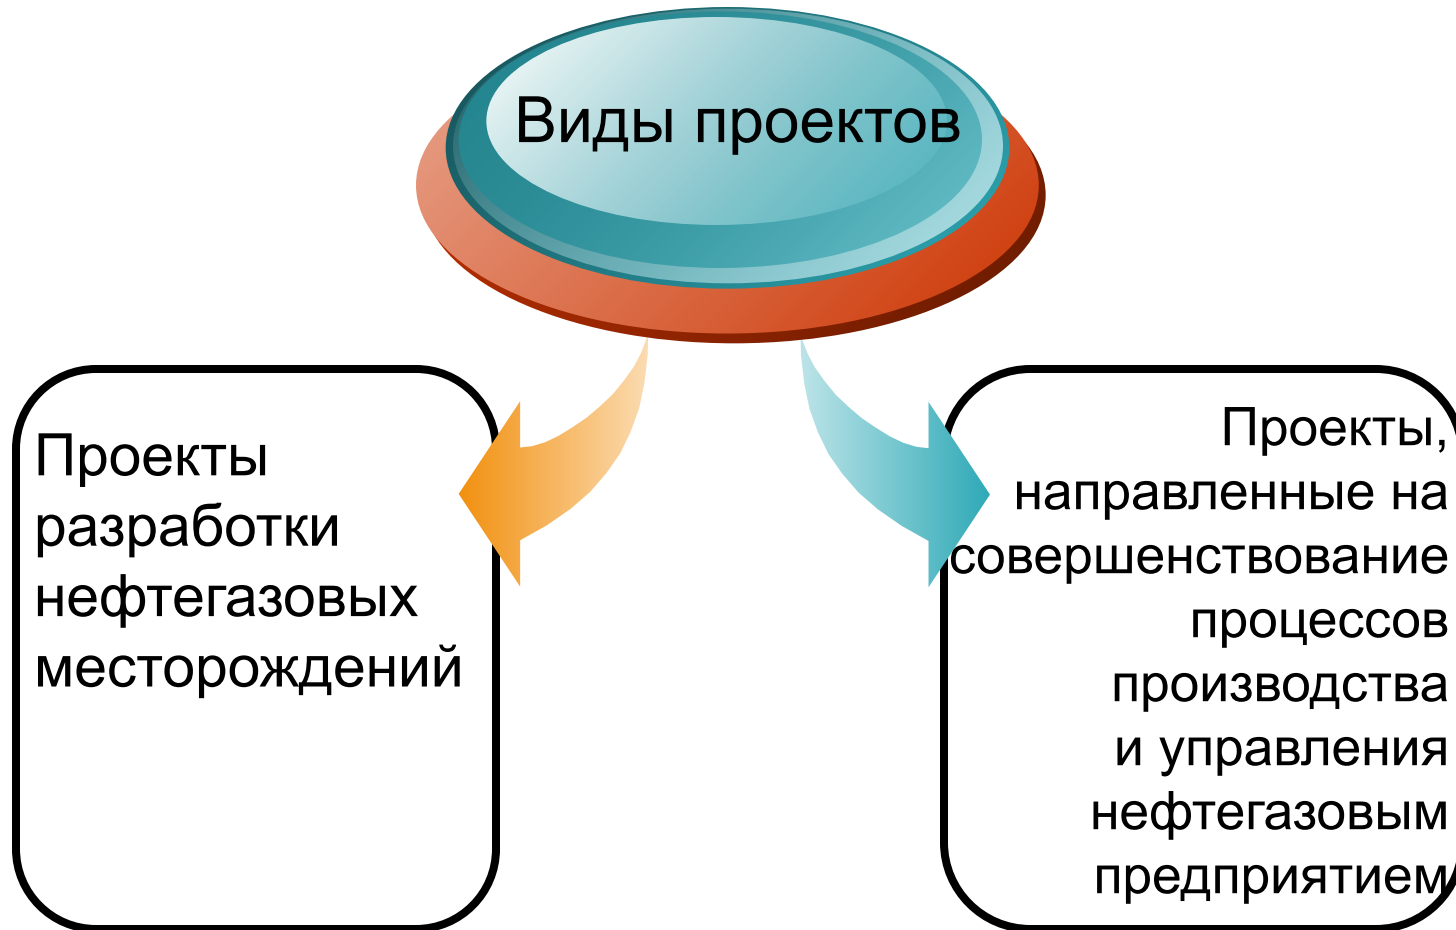 Виды проектов
Проекты
разработки
нефтегазовых
месторождений
Проекты,
направленные на
совершенствование
процессов
производства
и управления
нефтегазовым
предприятием